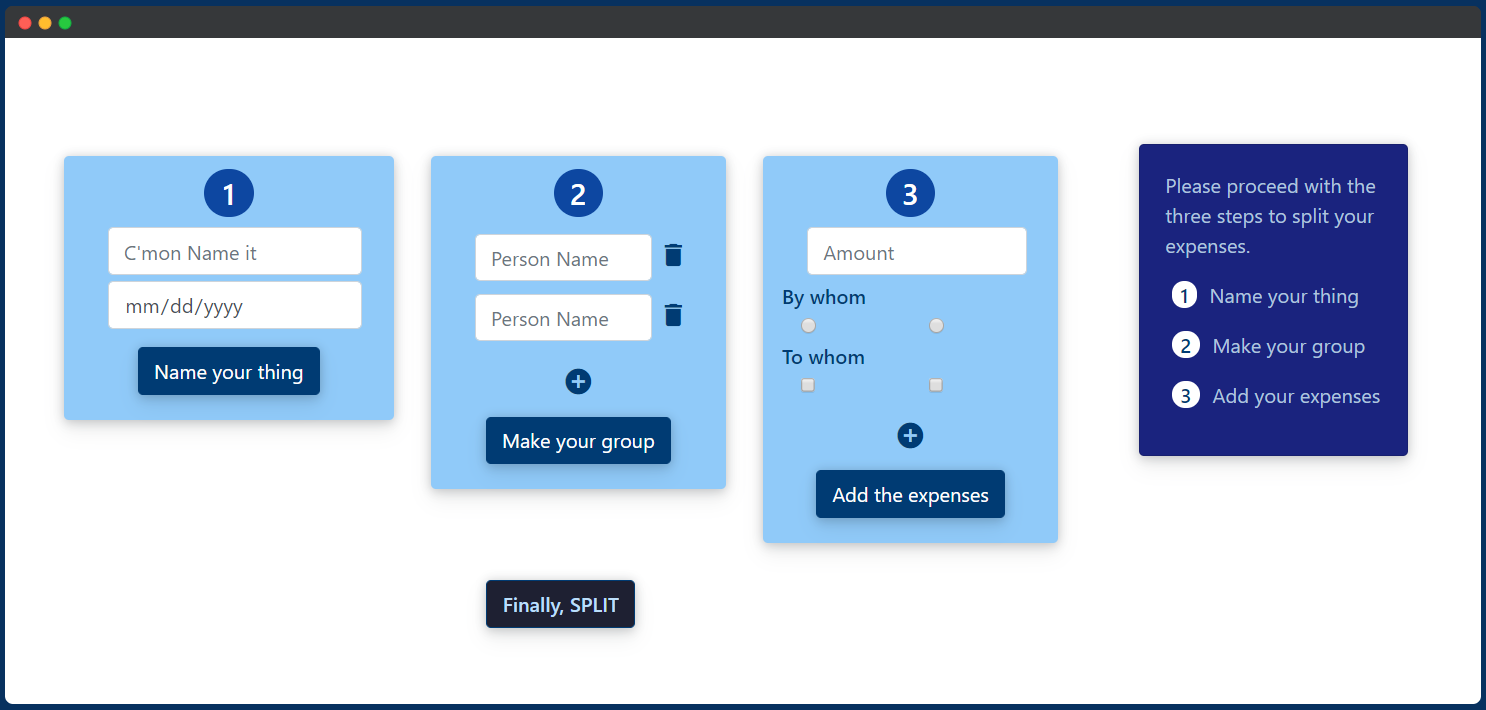 1
C'mon Name it
mm/dd/yyyy
Name your thing
2
Person Name
Person Name
Make your group
3
Amount
By whom
To whom
Add the expenses
Please proceed with the
three steps to split your
expenses.
1 Name your thing
2 Make your group
3 Add your expenses
Finally, SPLIT